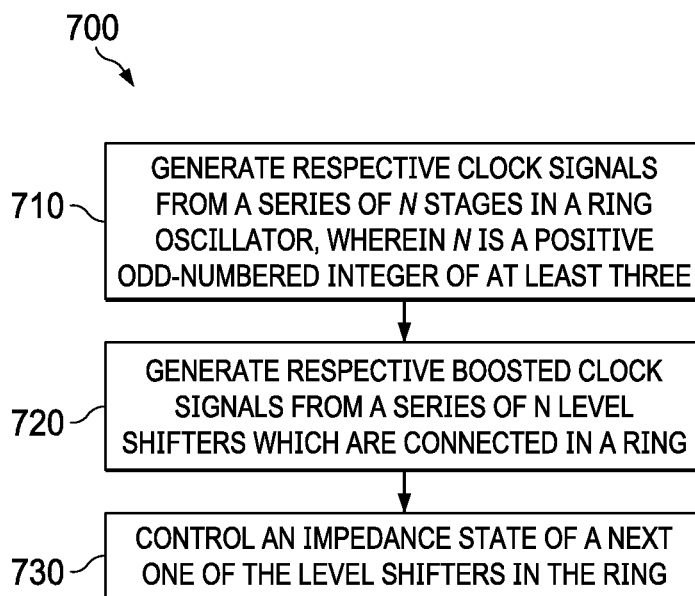 700
710
GENERATE RESPECTIVE CLOCK SIGNALS
FROM A SERIES OF N STAGES IN A RING
OSCILLATOR, WHEREIN N IS A POSITIVE
ODD-NUMBERED INTEGER OF AT LEAST THREE
720
GENERATE RESPECTIVE BOOSTED CLOCK
SIGNALS FROM A SERIES OF N LEVEL
SHIFTERS WHICH ARE CONNECTED IN A RING
730
CONTROL AN IMPEDANCE STATE OF A NEXT
ONE OF THE LEVEL SHIFTERS IN THE RING